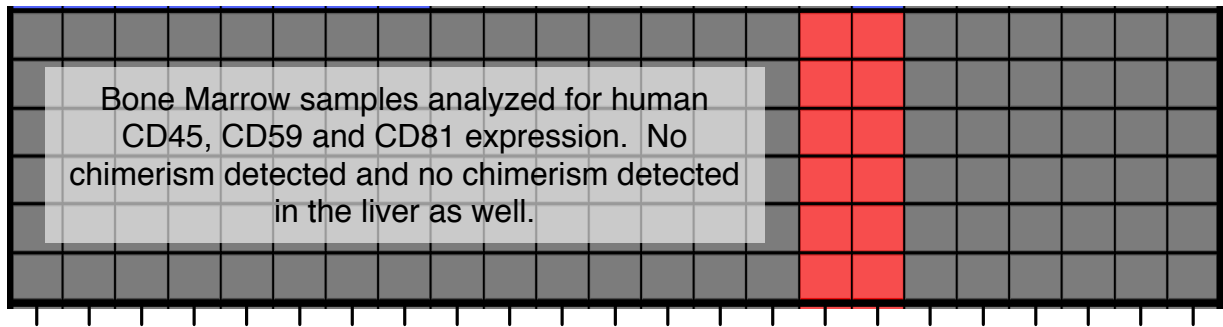 Bone Marrow samples analyzed for human
CD45, CD59 and CD81 expression.  No
chimerism detected and no chimerism detected
in the liver as well.